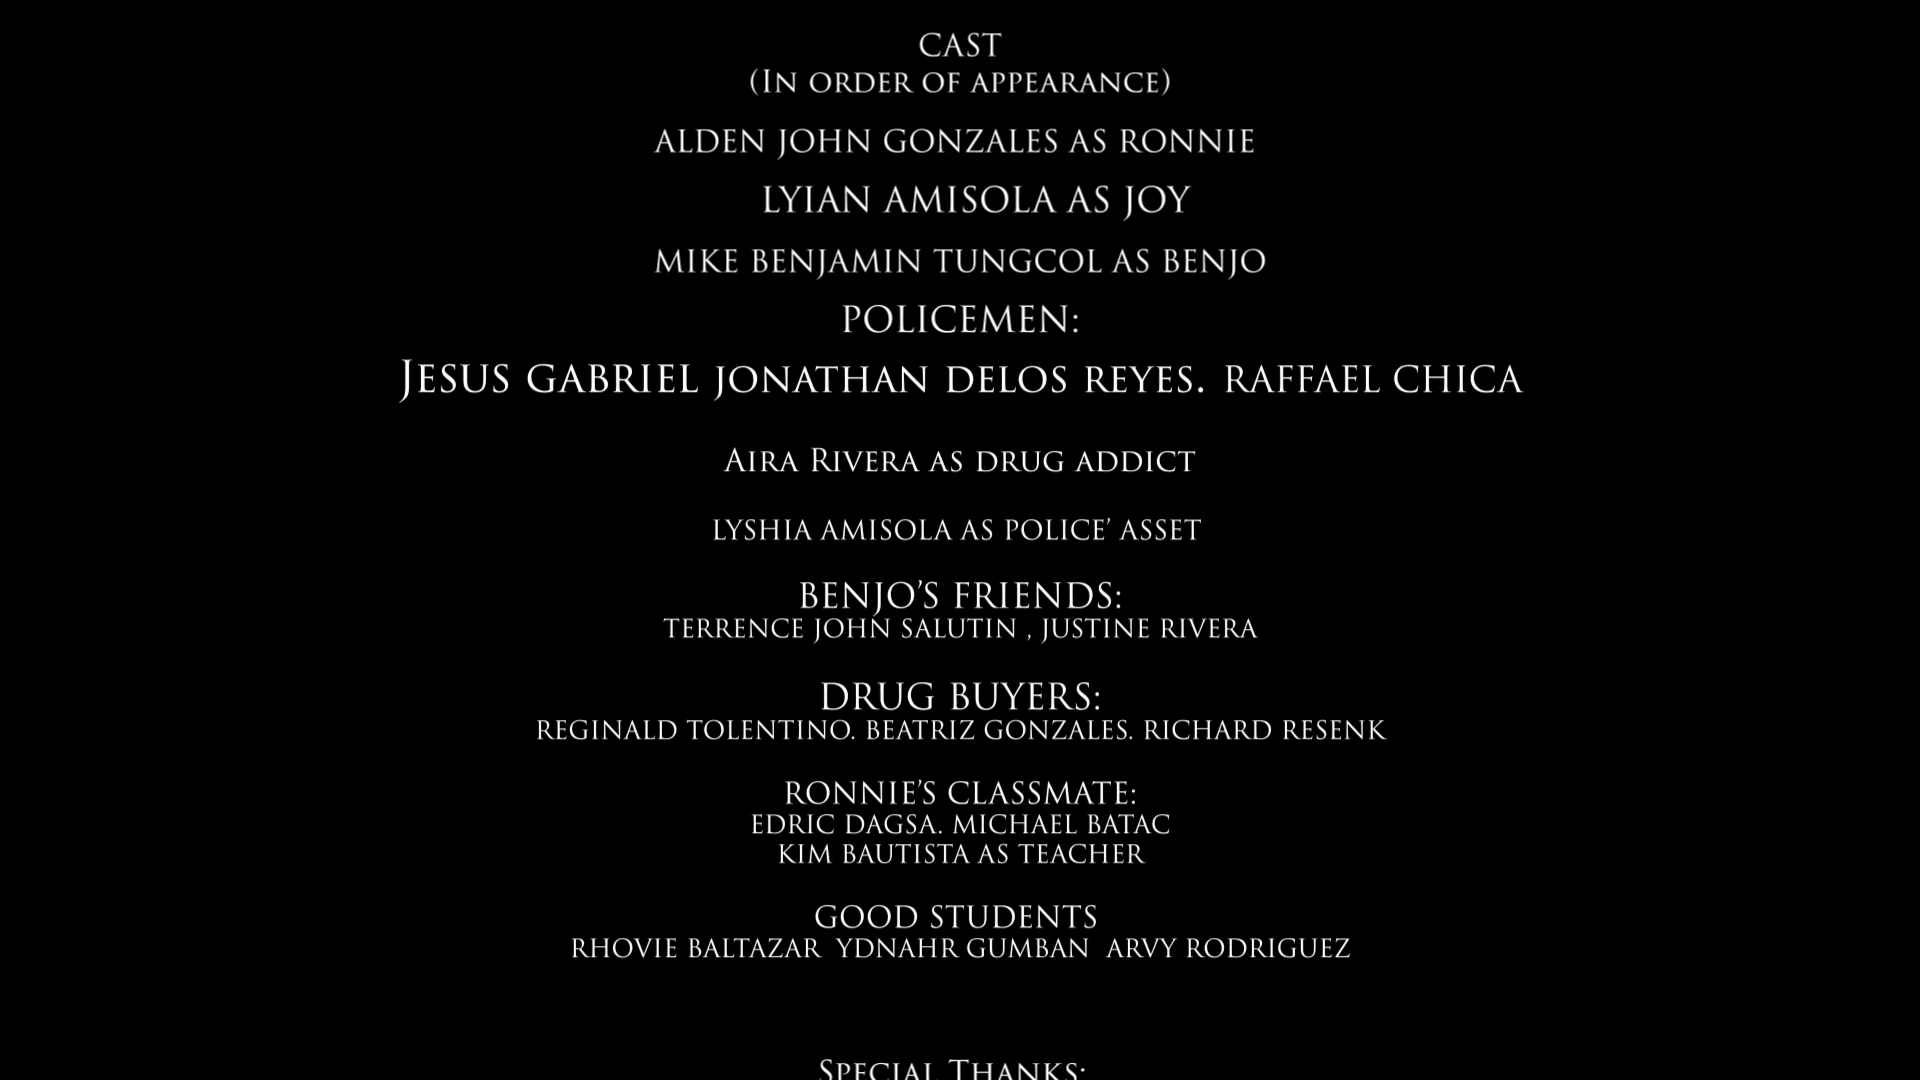 CAST
(In order of appearance)
ALDEN JOHN GONZALES AS RONNIE
LYIAN AMISOLA AS JOY
MIKE BENJAMIN TUNGCOL AS BENJO
POLICEMEN:
Jesus gabriel jonathan delos reyes. RAFFAEL CHICA
Aira Rivera as drug addict
LYSHIA AMISOLA AS POLICE’ ASSET
BENJO’S FRIENDS:
TERRENCE JOHN SALUTIN , JUSTINE RIVERA
DRUG BUYERS:
REGINALD TOLENTINO. BEATRIZ GONZALES. RICHARD RESENK
RONNIE’S CLASSMATE:
EDRIC DAGSA. MICHAEL BATAC
KIM BAUTISTA AS TEACHER
GOOD STUDENTS
RHOVIE BALTAZAR YDNAHR GUMBAN ARVY RODRIGUEZ
Special Thanks: